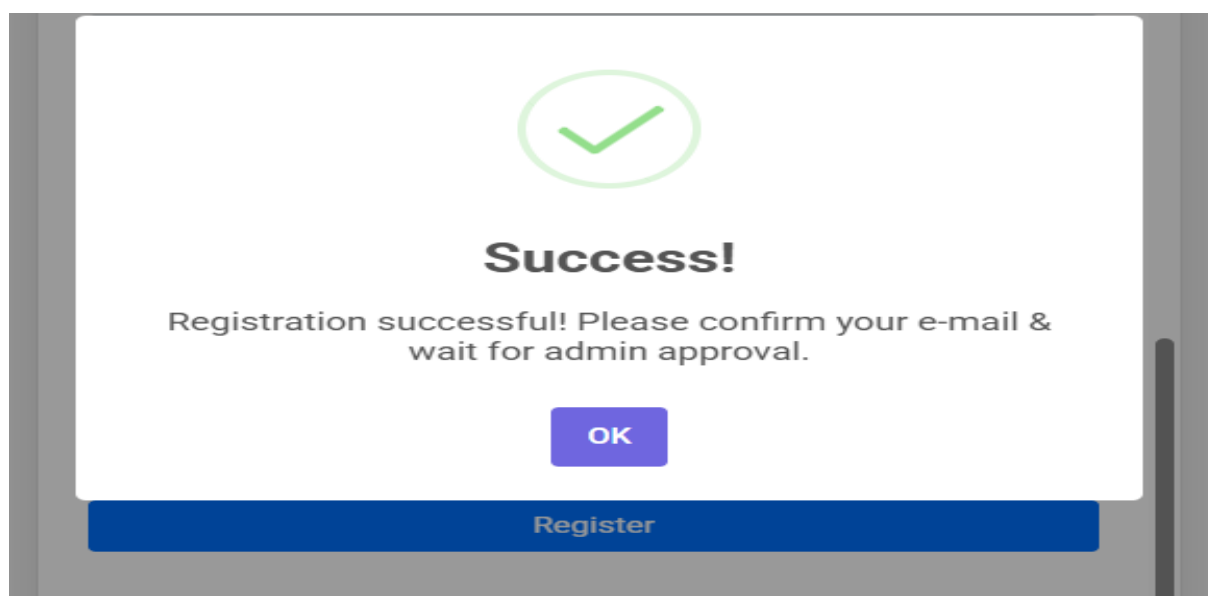 Success!
Registration successful! Please confirm your e-mail &
wait for admin approval.
OK
Register